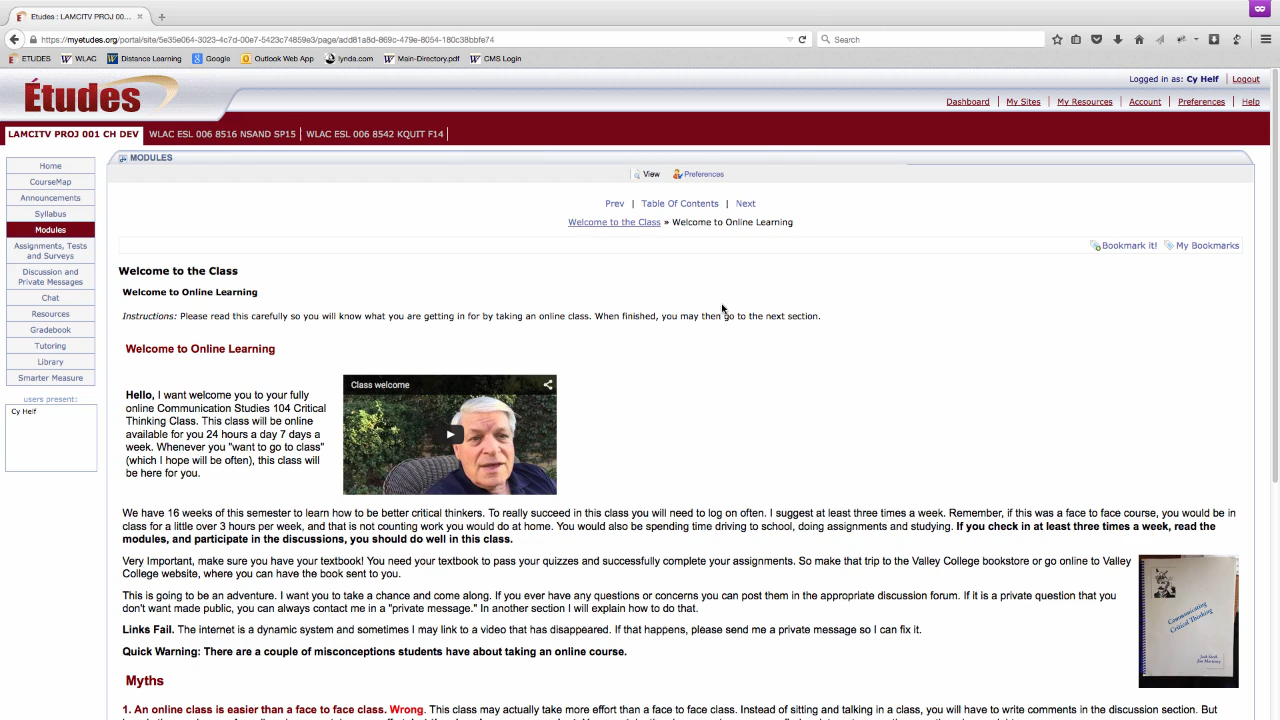 Etudes : LAMCITV PROJ 00...
https://myetudes.org/portal/site/5e35e064-3023-4c7d-00e7-5423c74859e3/page/add81a8d-869c-479e-8054-180c38bbfe74
Search
ETUDES WLAC Distance Learning Google Outlook Web App lynda.com Main-Directory.pdf CMS Login
Logged in as: Cy Helf Logout
Études
Dashboard | My Sites | My Resources | Account | Preferences | Help
LAMCITV PROJ 001 CH DEV WLAC ESL 006 8516 NSAND SP15 WLAC ESL 006 8542 KQUIT F14
Home
CourseMap
Announcements
Syllabus
Modules
Assignments, Tests
and Surveys
Discussion and
Private Messages
Chat
Resources
Gradebook
Tutoring
Library
Smarter Measure
users present:
Cy Helf
MODULES
View Preferences
Prev | Table Of Contents | Next
Welcome to the Class » Welcome to Online Learning
Bookmark it! My Bookmarks
Welcome to the Class
Welcome to Online Learning
Instructions: Please read this carefully so you will know what you are getting in for by taking an online class. When finished, you may then go to the next section.
Welcome to Online Learning
Hello, I want welcome you to your fully
online Communication Studies 104 Critical
Thinking Class. This class will be online
available for you 24 hours a day 7 days a
week. Whenever you "want to go to class"
(which I hope will be often), this class will
be here for you.
Class welcome
We have 16 weeks of this semester to learn how to be better critical thinkers. To really succeed in this class you will need to log on often. I suggest at least three times a week. Remember, if this was a face to face course, you would be in
class for a little over 3 hours per week, and that is not counting work you would do at home. You would also be spending time driving to school, doing assignments and studying. If you check in at least three times a week, read the
modules, and participate in the discussions, you should do well in this class.
Very Important, make sure you have your textbook! You need your textbook to pass your quizzes and successfully complete your assignments. So make that trip to the Valley College bookstore or go online to Valley
College website, where you can have the book sent to you.
This is going to be an adventure. I want you to take a chance and come along. If you ever have any questions or concerns you can post them in the appropriate discussion forum. If it is a private question that you
don't want made public, you can always contact me in a "private message." In another section I will explain how to do that.
Links Fail. The internet is a dynamic system and sometimes I may link to a video that has disappeared. If that happens, please send me a private message so I can fix it.
Quick Warning: There are a couple of misconceptions students have about taking an online course.
Communicating
Critical Thinking
Myths
1. An online class is easier than a face to face class. Wrong. This class may actually take more effort than a face to face class. Instead of sitting and talking in a class, you will have to write comments in the discussion section. But